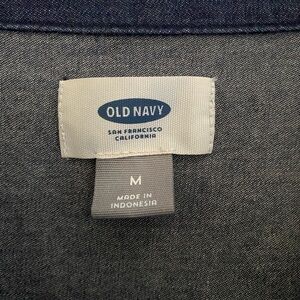 OLD NAVY
SAN FRANCISCO
CALIFORNIA
M
MADE IN
INDONESIA